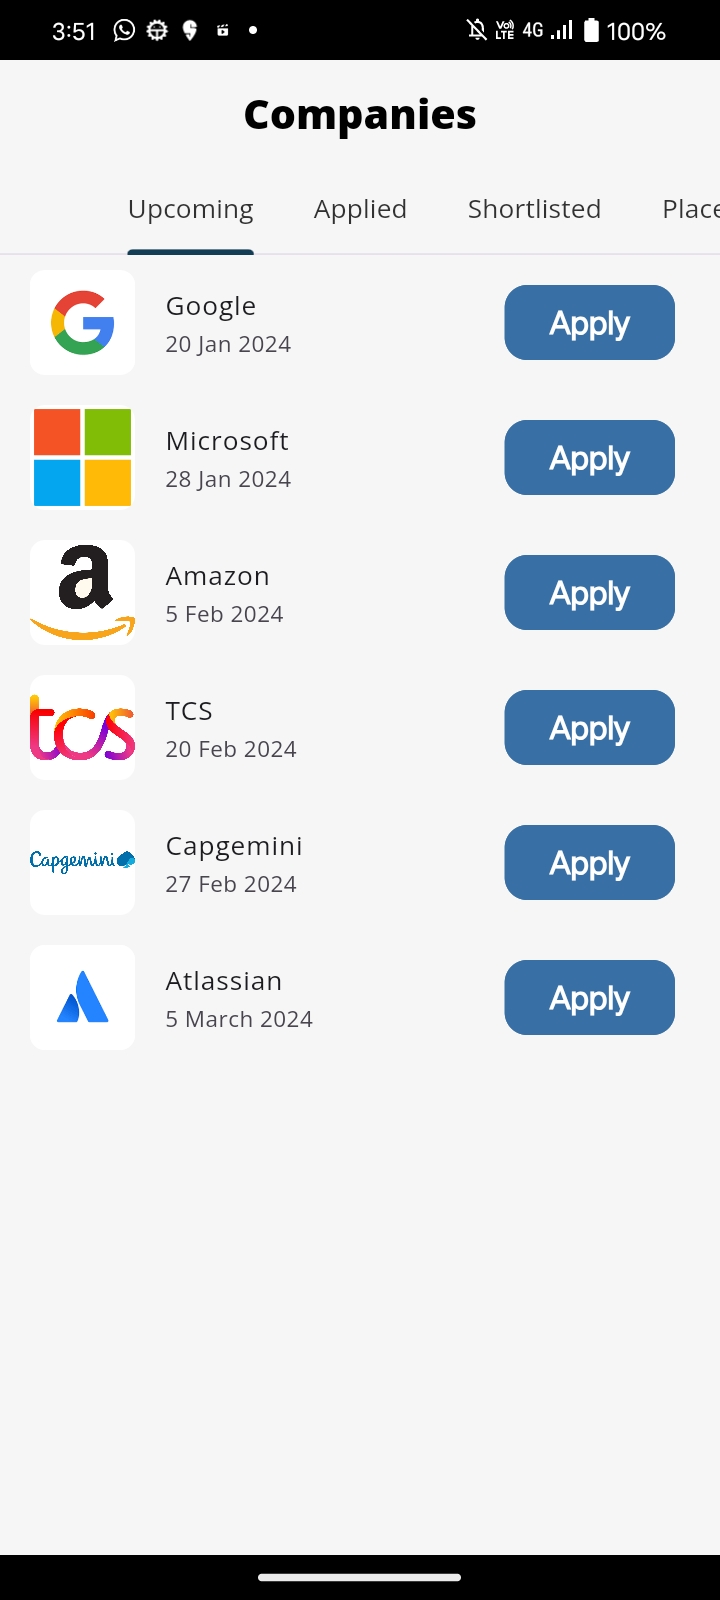 3:51 VoI) LTE 4G 100%
Companies
Upcoming Applied Shortlisted Place
Google
20 Jan 2024
Apply
Microsoft
28 Jan 2024
Apply
a
Amazon
5 Feb 2024
Apply
tcs
TCS
20 Feb 2024
Apply
Capgemini
Capgemini
27 Feb 2024
Apply
Atlassian
5 March 2024
Apply